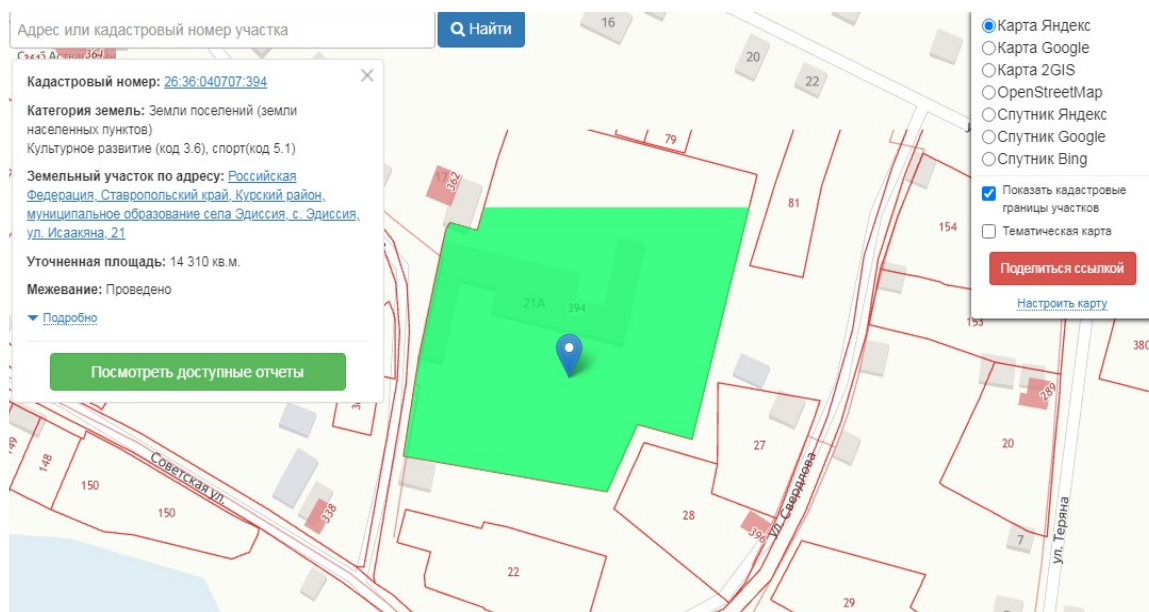 Адрес или кадастровый номер участка
Найти
364
Кадастровый номер: 26:36:040707:394
Категория земель: Земли поселений (земли
населенных пунктов)
Культурное развитие (код 3.6), спорт(код 5.1)
Земельный участок по адресу: Российская
Федерация, Ставропольский край, Курский район,
муниципальное образование села Эдиссия, с. Эдиссия,
ул. Исаакяна, 21
Уточненная площадь: 14 310 кв.м.
Межевание: Проведено
Подробно
Посмотреть доступные отчеты
Карта Яндекс
Карта Google
Карта 2GIS
OpenStreetMap
Спутник Яндекс
Спутник Google
Спутник Bing
Показать кадастровые
границы участков
Тематическая карта
Поделиться ссылкой
Настроить карту
16
20
22
79
17
362
81
154
21А
394
153
380
289
27
20
149
148
150
150
Советская ул.
338
28
396
ул. Свердлова
ул. Теряна
7
22
29